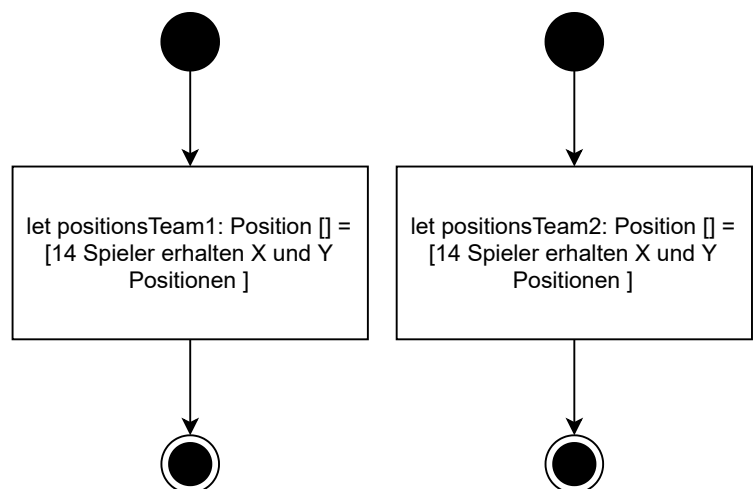 let positionsTeam1: Position [] =
[14 Spieler erhalten X und Y
Positionen ]
let positionsTeam2: Position [] =
[14 Spieler erhalten X und Y
Positionen ]